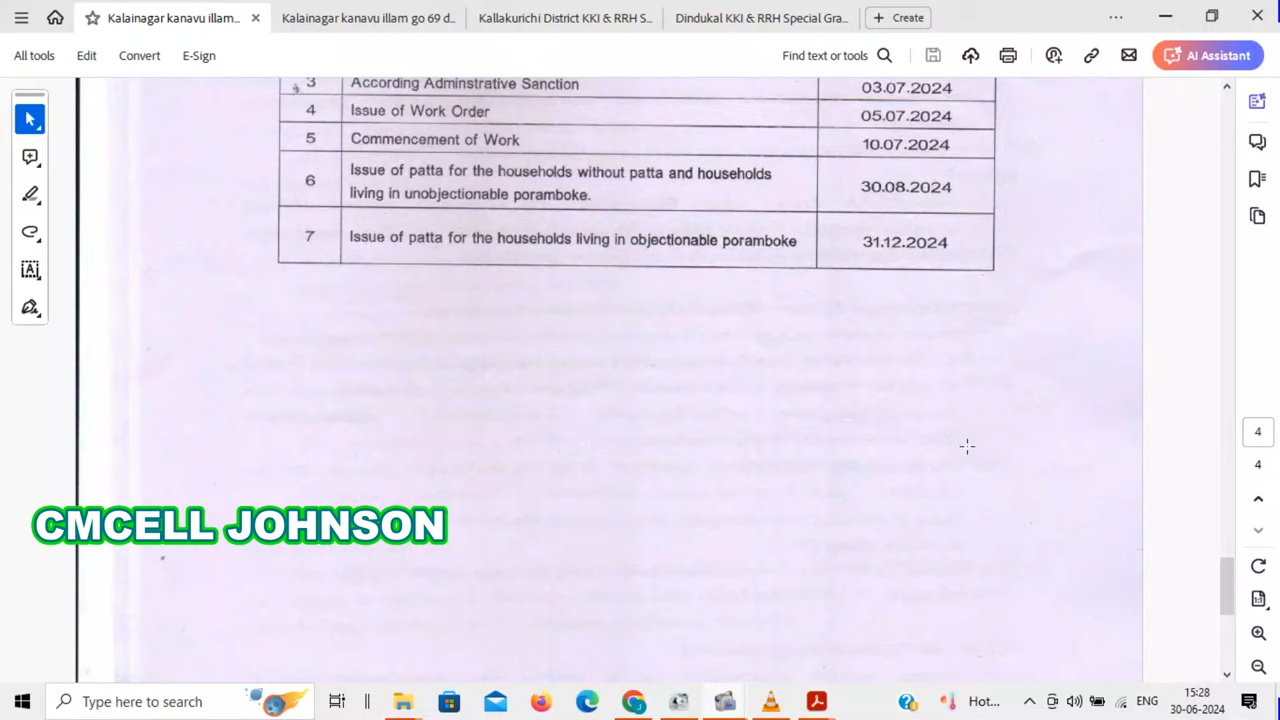 Kalainagar kanavu illam...
Kalainagar kanavu illam go 69 d...
Kallakurichi District KKI & RRH S...
Dindukal KKI & RRH Special Gra...
+ Create
All tools
Edit
Convert
E-Sign
Find text or tools
AI Assistant
3 According Adminstrative Sanction 03.07.2024
4 Issue of Work Order 05.07.2024
5 Commencement of Work 10.07.2024
6 Issue of patta for the households without patta and households
living in unobjectionable poramboke. 30.08.2024
7 Issue of patta for the households living in objectionable poramboke 31.12.2024
4
4
CMCELL JOHNSON
Type here to search
Hot...
ENG
15:28
30-06-2024